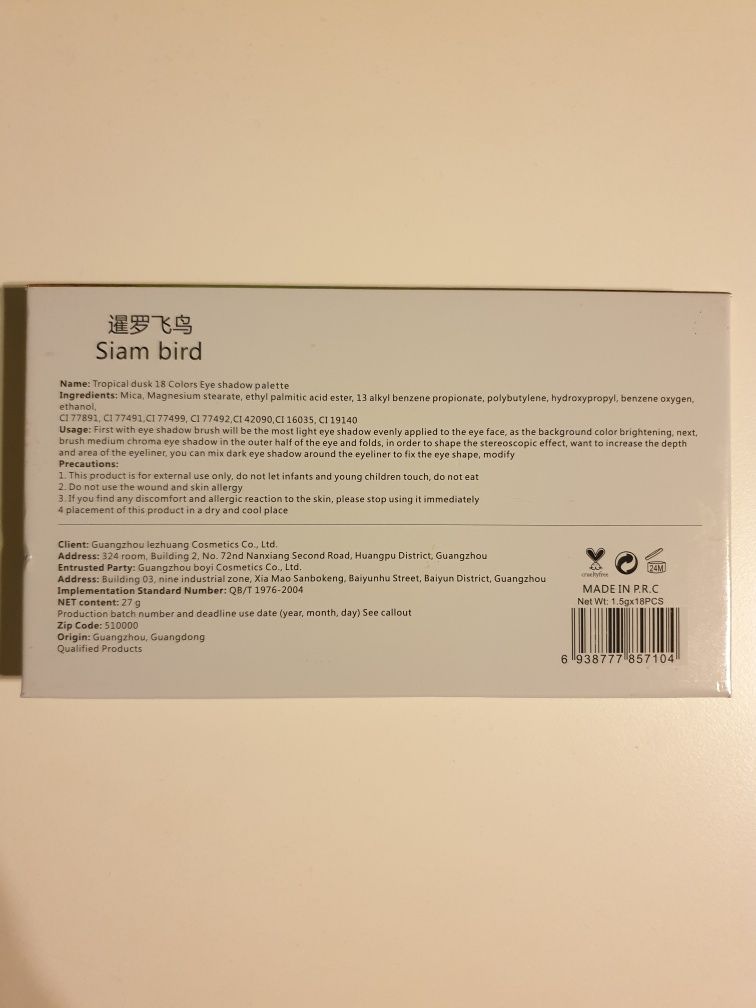 暹罗飞鸟
Siam bird
Name: Tropical dusk 18 Colors Eye shadow palette
Ingredients: Mica, Magnesium stearate, ethyl palmitic acid ester, 13 alkyl benzene propionate, polybutylene, hydroxypropyl, benzene oxygen,
ethanol,
CI 77891, CI 77491,CI 77499, CI 77492,CI 42090,CI 16035, CI 19140
Usage: First with eye shadow brush will be the most light eye shadow evenly applied to the eye face, as the background color brightening, next,
brush medium chroma eye shadow in the outer half of the eye and folds, in order to shape the stereoscopic effect, want to increase the depth
and area of the eyeliner, you can mix dark eye shadow around the eyeliner to fix the eye shape, modify
Precautions:
1. This product is for external use only, do not let infants and young children touch, do not eat
2. Do not use the wound and skin allergy
3. If you find any discomfort and allergic reaction to the skin, please stop using it immediately
4 placement of this product in a dry and cool place
Client: Guangzhou lezhuang Cosmetics Co., Ltd.
Address: 324 room, Building 2, No. 72nd Nanxiang Second Road, Huangpu District, Guangzhou
Entrusted Party: Guangzhou boyi Cosmetics Co., Ltd.
Address: Building 03, nine industrial zone, Xia Mao Sanbokeng, Baiyunhu Street, Baiyun District, Guangzhou
Implementation Standard Number: QB/T 1976-2004
NET content: 27 g
Production batch number and deadline use date (year, month, day) See callout
Zip Code: 510000
Origin: Guangzhou, Guangdong
Qualified Products
crueltyfree
24M
MADE IN P.R.C
Net Wt: 1.5gx18PCS
6 938777 857104